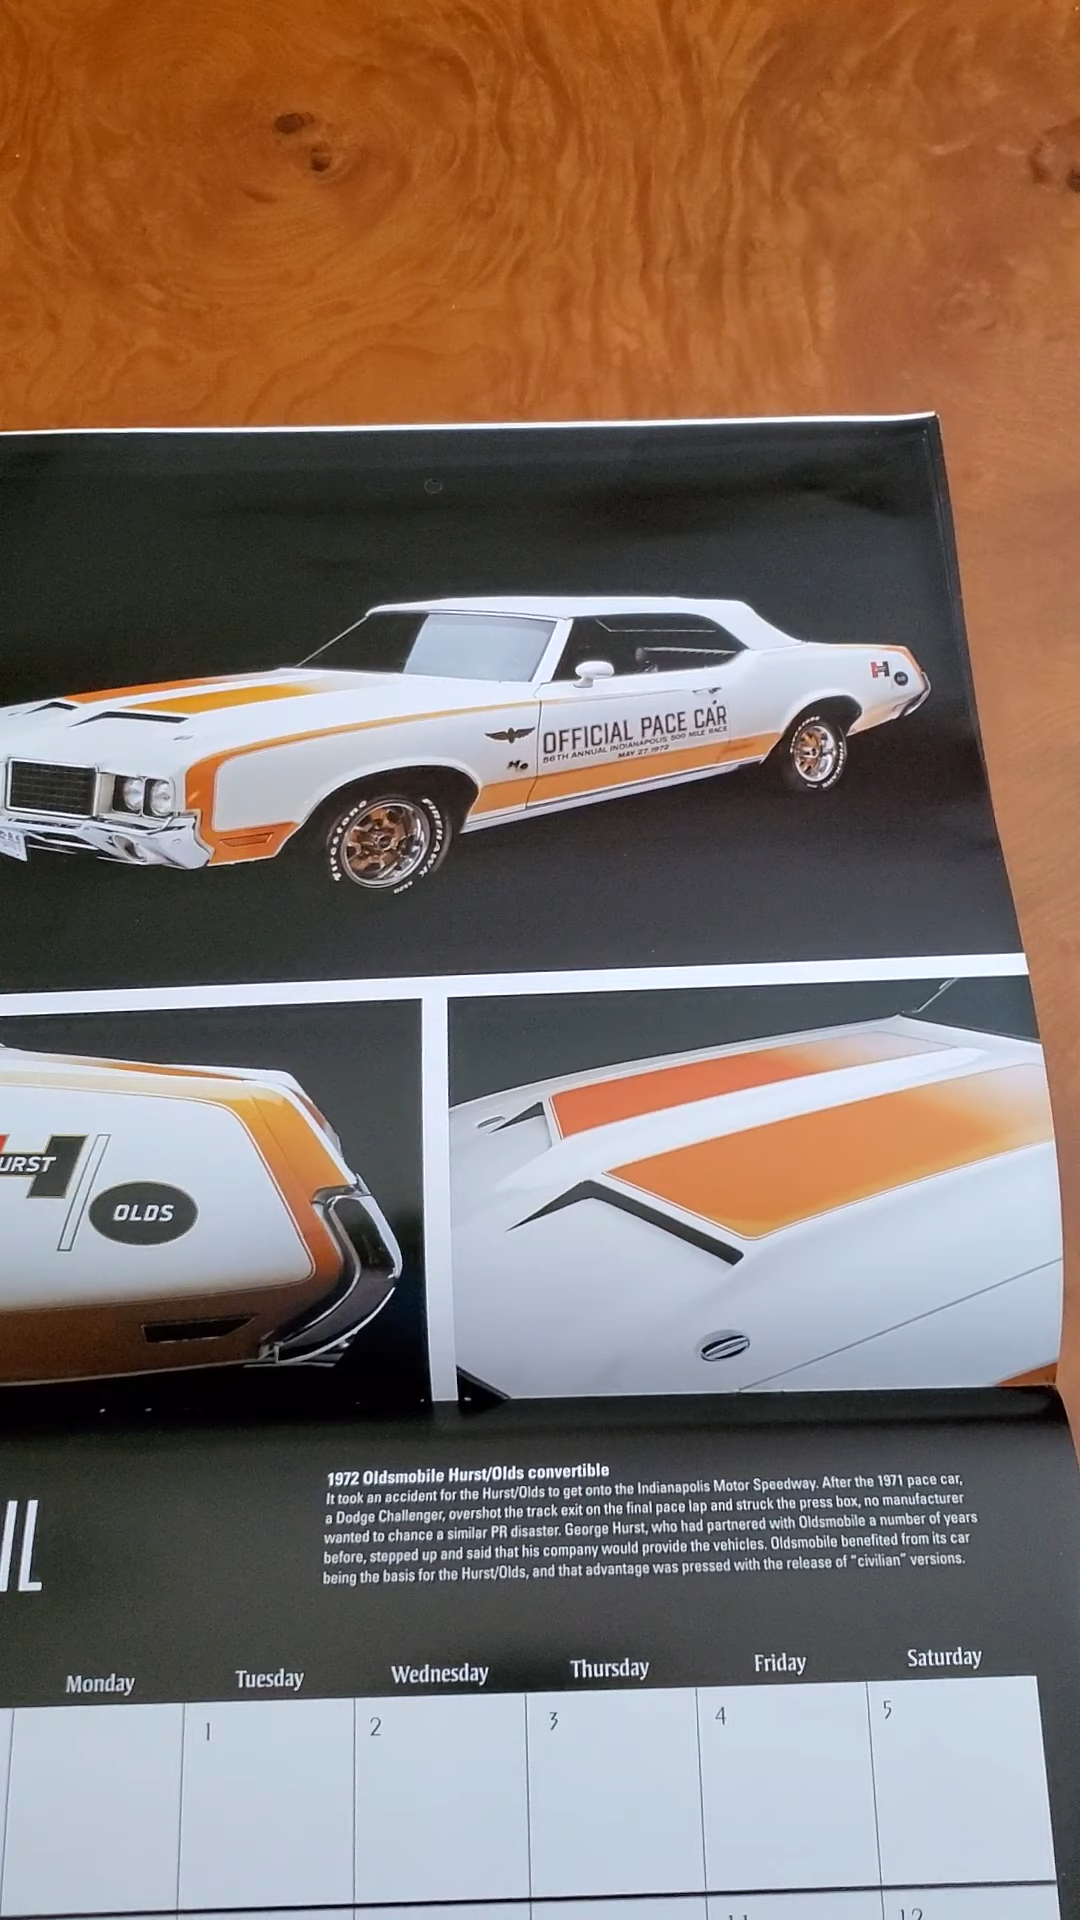 OFFICIAL PACE CAR
56TH ANNUAL INDIANAPOLIS 500 MILE RACE
MAY 27, 1972
Firestone
FIREHAWK
URST
OLDS
IL
1972 Oldsmobile Hurst/Olds convertible
It took an accident for the Hurst/Olds to get onto the Indianapolis Motor Speedway. After the 1971 pace car,
a Dodge Challenger, overshot the track exit on the final pace lap and struck the press box, no manufacturer
wanted to chance a similar PR disaster. George Hurst, who had partnered with Oldsmobile a number of years
before, stepped up and said that his company would provide the vehicles. Oldsmobile benefited from its car
being the basis for the Hurst/Olds, and that advantage was pressed with the release of “civilian” versions.
Monday Tuesday Wednesday Thursday Friday Saturday
1 2 3 4 5
11 12